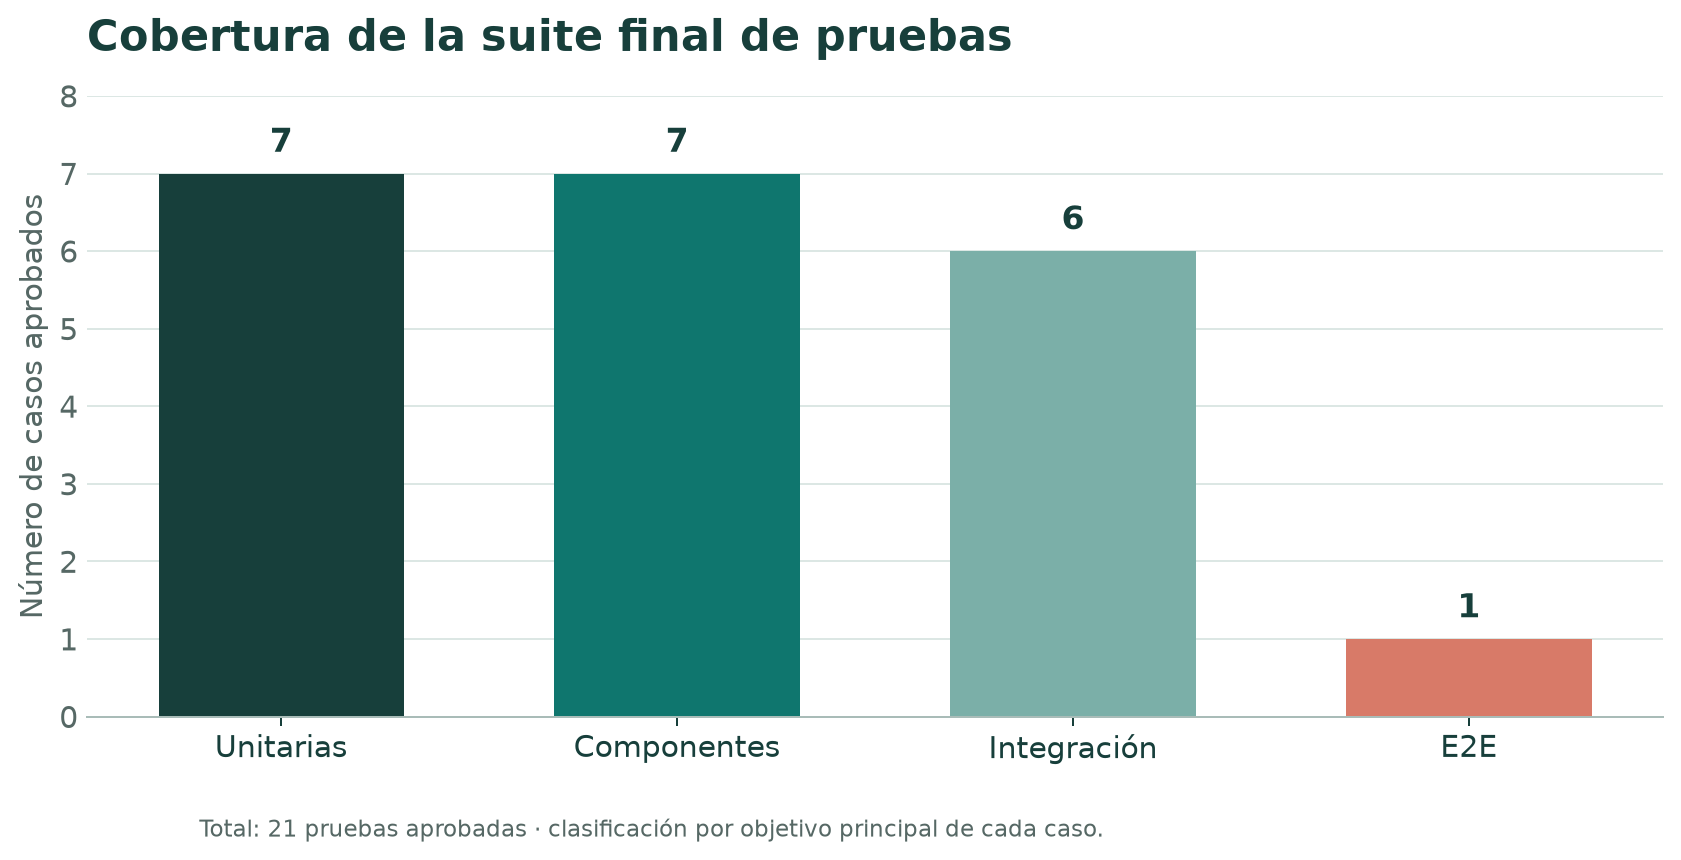 Cobertura de la suite final de pruebas
Número de casos aprobados
8
7
6
5
4
3
2
1
0
7
7
6
1
Unitarias
Componentes
Integración
E2E
Total: 21 pruebas aprobadas · clasificación por objetivo principal de cada caso.